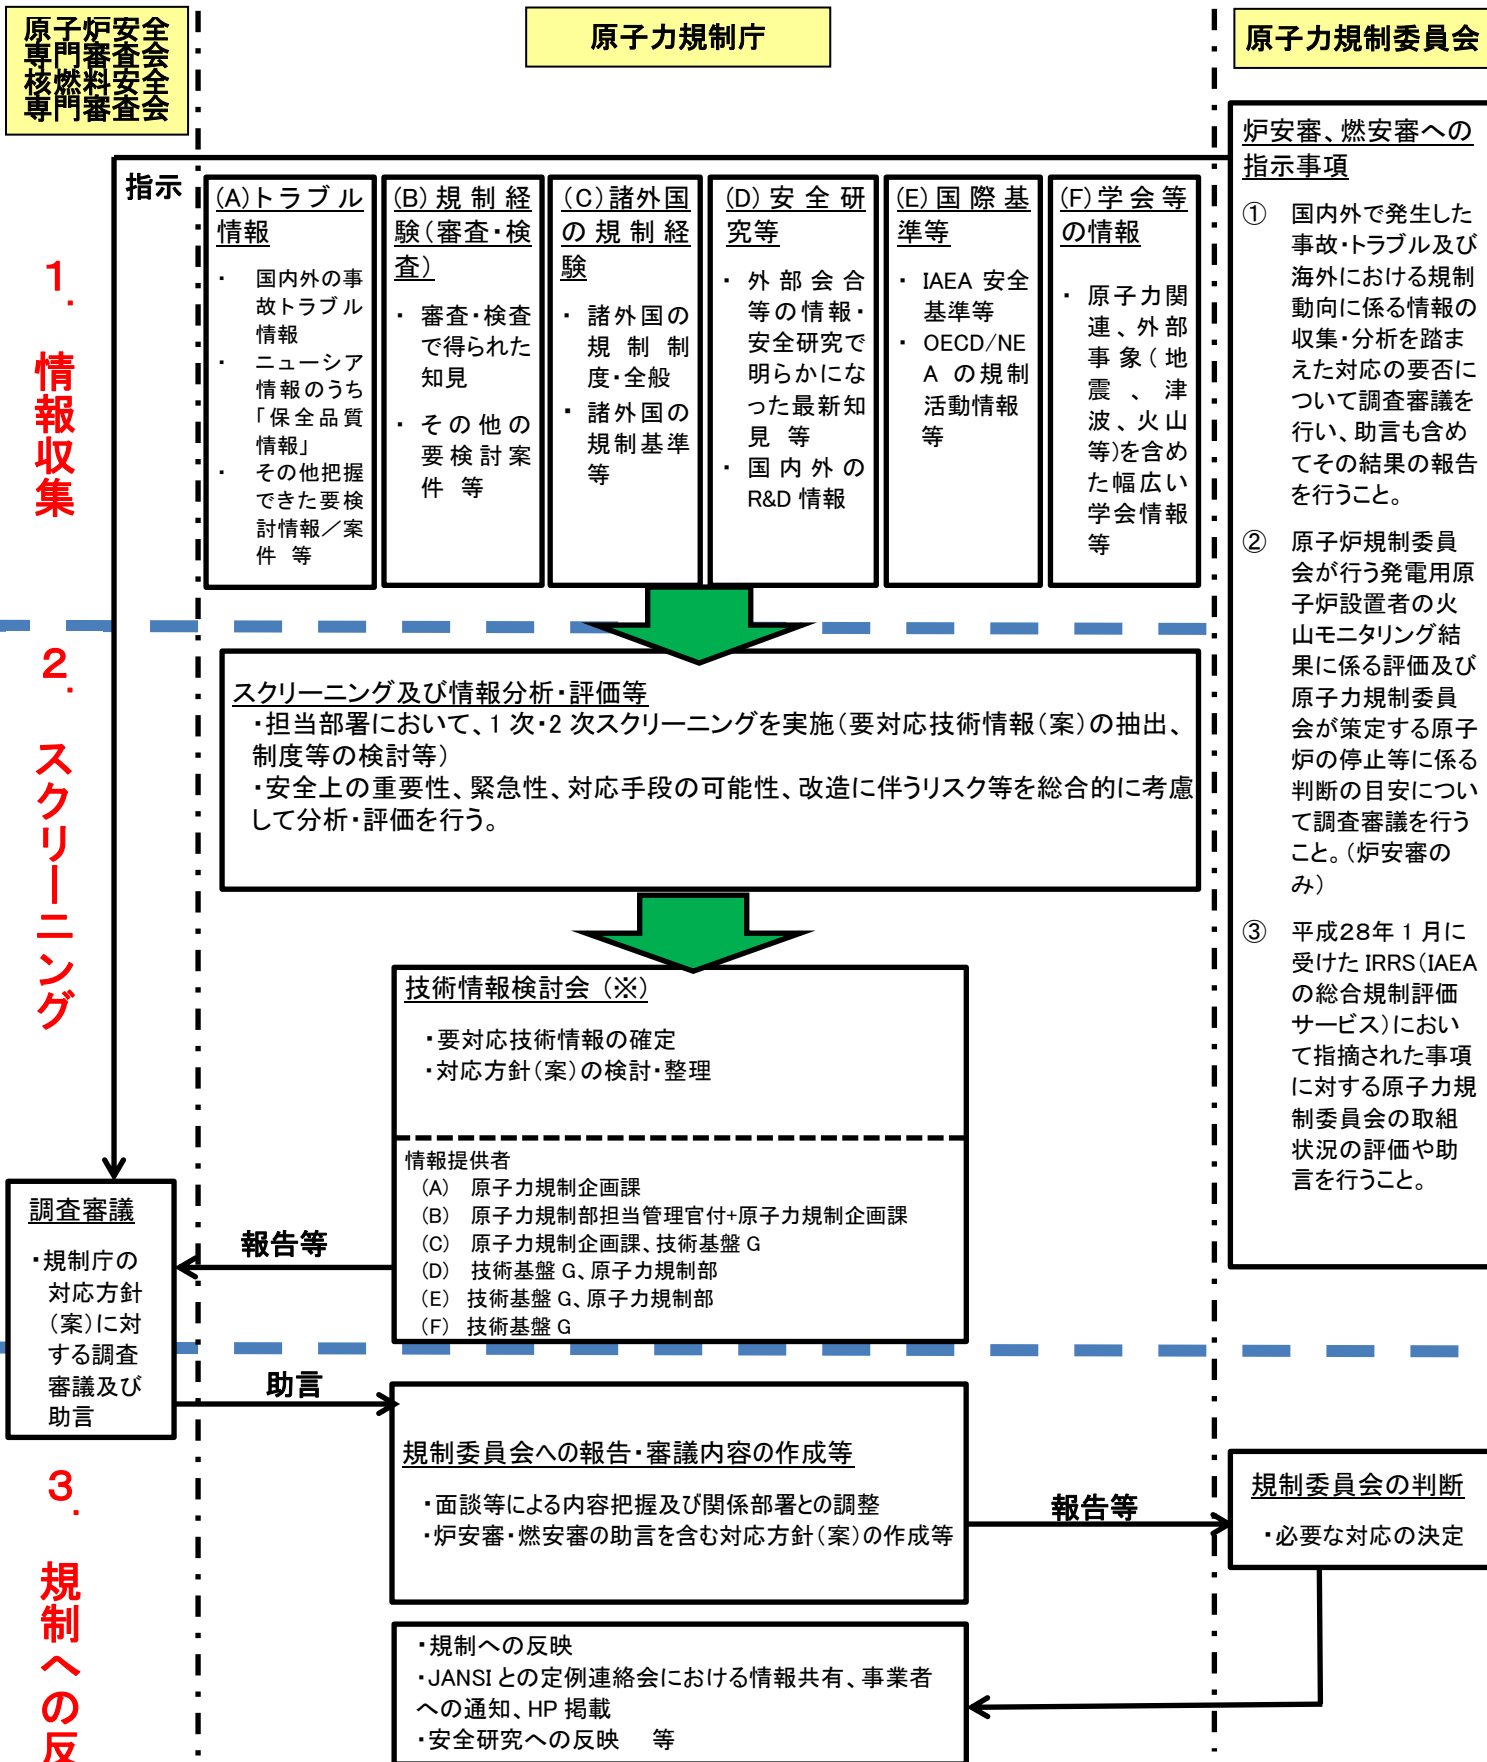 原子炉安全
専門審査会
核燃料安全
専門審査会
原子力規制庁
原子力規制委員会
指示
1. 情報収集
(A)トラブル
情報
・ 国内外の事
故トラブル
情報
・ ニューシア
情報のうち
「保全品質
情報」
・ その他把握
できた要検
討情報／案
件 等
(B)規制経
験(審査・検
査)
・ 審査・検査
で得られた
知見
・ その他の
要検討案
件 等
(C)諸外国
の規制経
験
・ 諸外国の
規制制
度・全般
・ 諸外国の
規制基準
等
(D)安全研
究等
・ 外部会合
等の情報・
安全研究で
明らかにな
った最新知
見 等
・ 国内外の
R&D 情報
(E)国際基
準等
・ IAEA 安全
基準等
・ OECD/NE
A の規制
活動情報
等
(F)学会等
の情報
・ 原子力関
連、外部
事象(地
震、津
波、火山
等)を含め
た幅広い
学会情報
等
炉安審、燃安審への
指示事項
① 国内外で発生した
事故・トラブル及び
海外における規制
動向に係る情報の
収集・分析を踏ま
えた対応の要否に
ついて調査審議を
行い、助言も含め
てその結果の報告
を行うこと。
② 原子炉規制委員
会が行う発電用原
子炉設置者の火
山モニタリング結
果に係る評価及び
原子力規制委員
会が策定する原子
炉の停止等に係る
判断の目安につい
て調査審議を行う
こと。(炉安審の
み)
③ 平成28年1月に
受けた IRRS(IAEA
の総合規制評価
サービス)におい
て指摘された事項
に対する原子力規
制委員会の取組
状況の評価や助
言を行うこと。
2. スクリーニング
スクリーニング及び情報分析・評価等
・担当部署において、1次・2次スクリーニングを実施(要対応技術情報(案)の抽出、
制度等の検討等)
・安全上の重要性、緊急性、対応手段の可能性、改造に伴うリスク等を総合的に考慮
して分析・評価を行う。
技術情報検討会 (※)
・要対応技術情報の確定
・対応方針(案)の検討・整理
情報提供者
(A) 原子力規制企画課
(B) 原子力規制部担当管理官付+原子力規制企画課
(C) 原子力規制企画課、技術基盤 G
(D) 技術基盤 G、原子力規制部
(E) 技術基盤 G、原子力規制部
(F) 技術基盤 G
報告等
調査審議
・規制庁の
対応方針
(案)に対
する調査
審議及び
助言
助言
3. 規制への反
規制委員会への報告・審議内容の作成等
・面談等による内容把握及び関係部署との調整
・炉安審・燃安審の助言を含む対応方針(案)の作成等
報告等
規制委員会の判断
・必要な対応の決定
・規制への反映
・JANSI との定例連絡会における情報共有、事業者
への通知、HP 掲載
・安全研究への反映 等